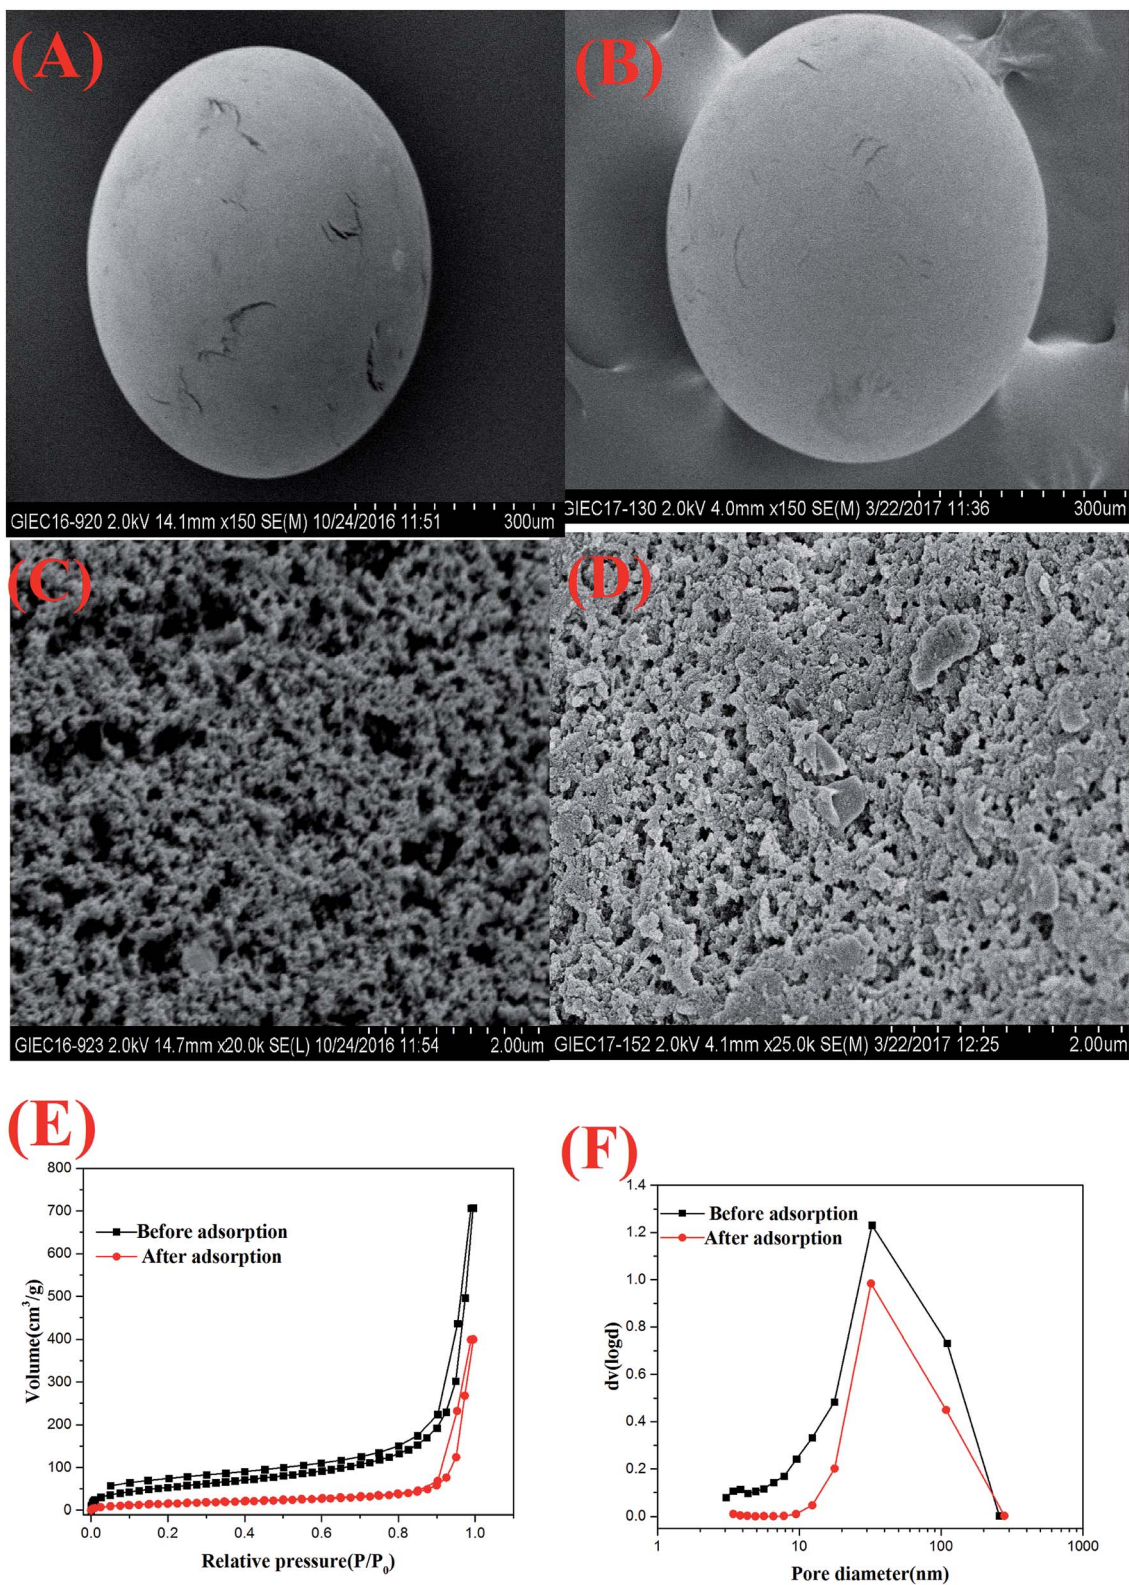 (A)
(B)
GIEC16-920 2.0kV 14.1mm x150 SE(M) 10/24/2016 11:51 300um
GIEC17-130 2.0kV 4.0mm x150 SE(M) 3/22/2017 11:36 300um
(C)
(D)
GIEC16-923 2.0kV 14.7mm x20.0k SE(L) 10/24/2016 11:54 2.00um
GIEC17-152 2.0kV 4.1mm x25.0k SE(M) 3/22/2017 12:25 2.00um
(E)
800
700
600
500
400
300
200
100
0
Volume(cm³/g)
Before adsorption
After adsorption
0.0 0.2 0.4 0.6 0.8 1.0
Relative pressure(P/P₀)
(F)
1.4
1.2
1.0
0.8
0.6
0.4
0.2
0.0
dv(logd)
Before adsorption
After adsorption
1 10 100 1000
Pore diameter(nm)